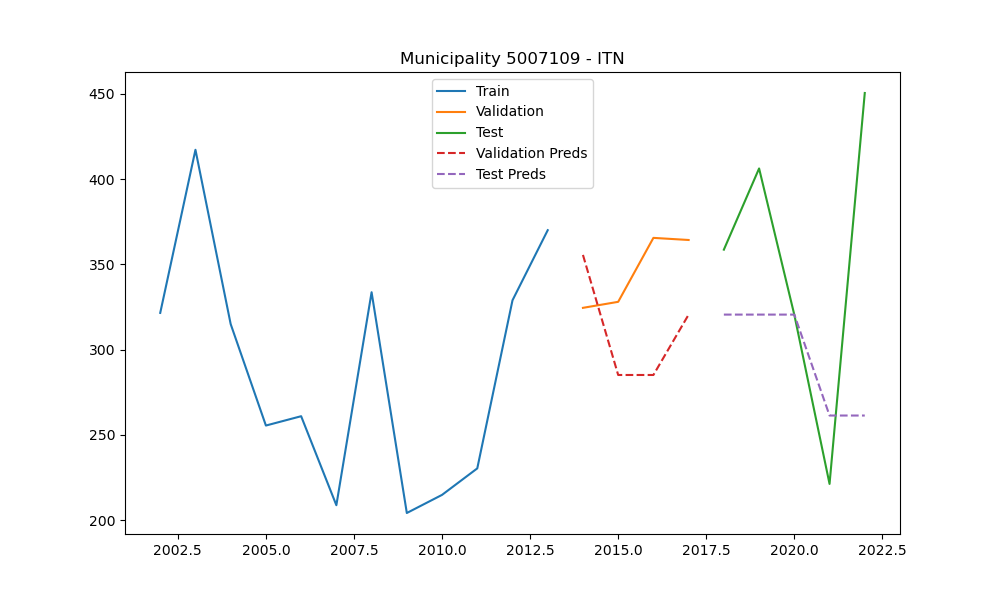 Municipality 5007109 - ITN
Train
Validation
Test
Validation Preds
Test Preds
450
400
350
300
250
200
2002.5 2005.0 2007.5 2010.0 2012.5 2015.0 2017.5 2020.0 2022.5